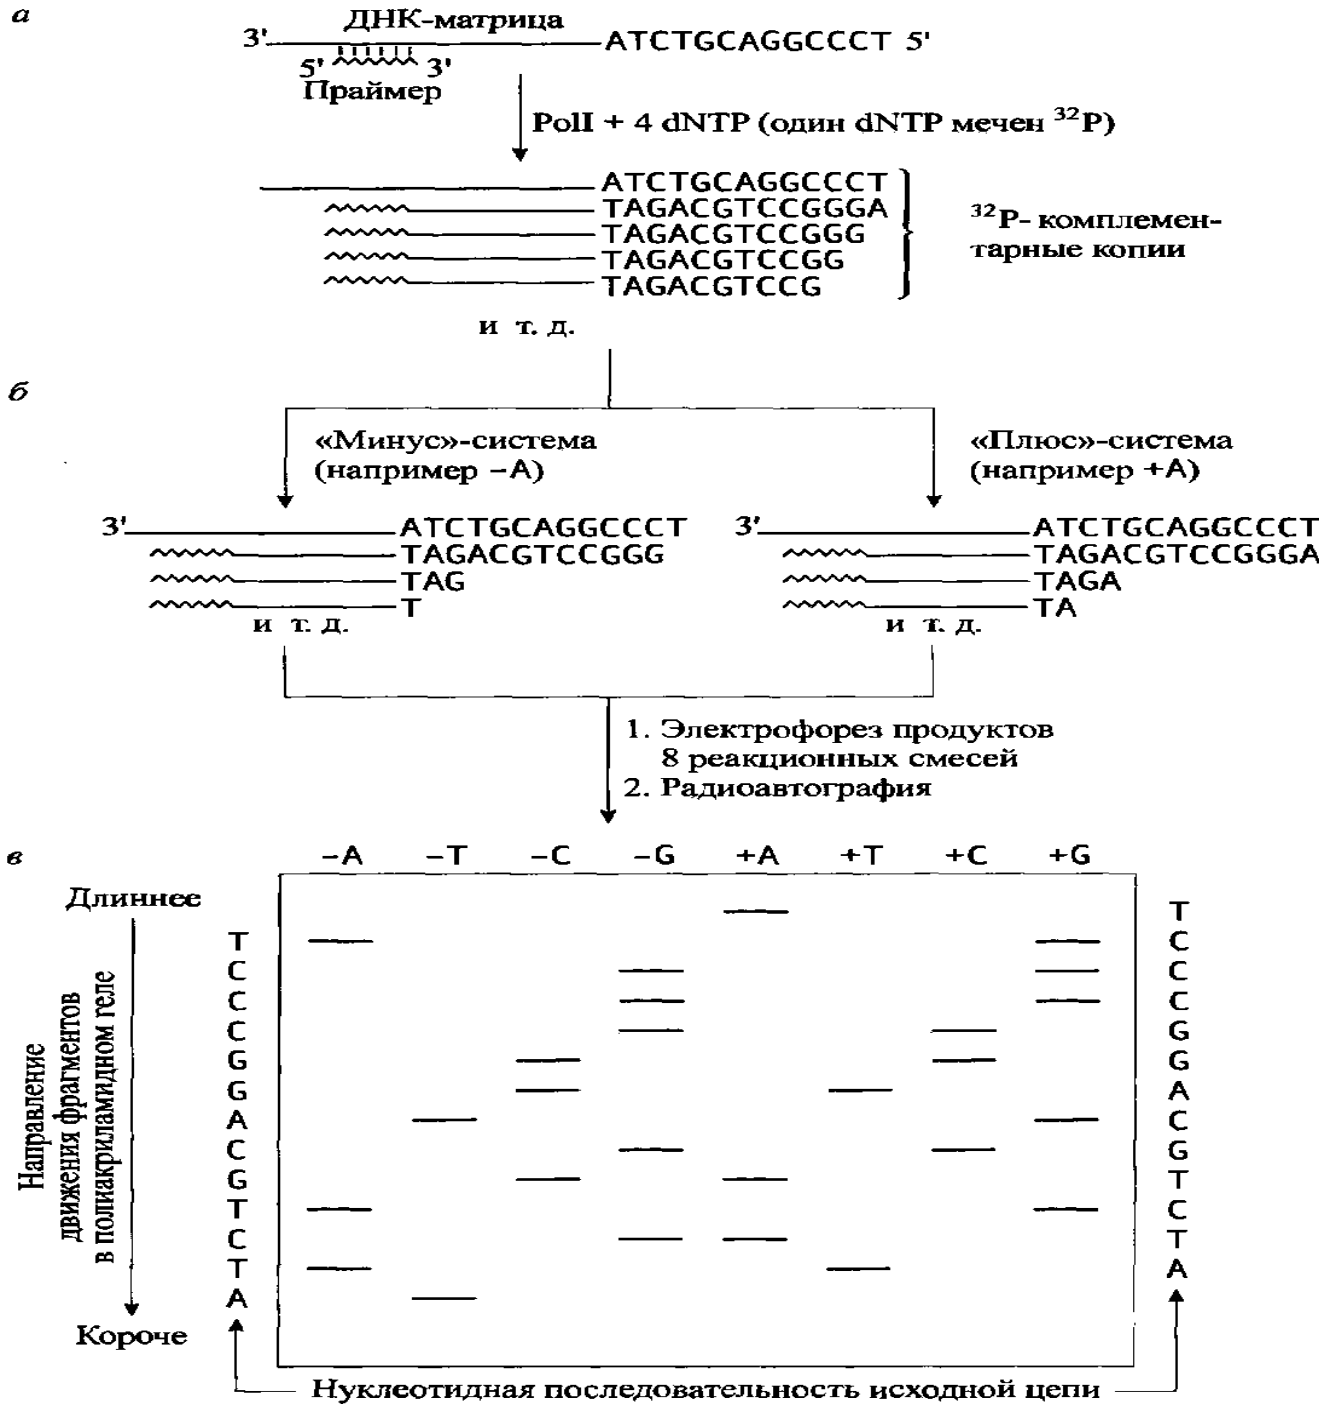 а
ДНК-матрица
3' ATCTGCAGGCCCT 5'
5' 3'
Праймер
PolI + 4 dNTP (один dNTP мечен ³²P)
ATCTGCAGGCCCT
TAGACGTCCGGGA
TAGACGTCCGGG
TAGACGTCCGG
TAGACGTCCG
и т. д.
³²P- комплемен-
тарные копии
б
«Минус»-система
(например –A)
«Плюс»-система
(например +A)
3' ATCTGCAGGCCCT
TAGACGTCCGGG
TAG
T
и т. д.
3' ATCTGCAGGCCCT
TAGACGTCCGGGA
TAGA
TA
и т. д.
1. Электрофорез продуктов
8 реакционных смесей
2. Радиоавтография
в
–A –T –C –G +A +T +C +G
Длиннее
Направление
движения фрагментов
в полиакриламидном геле
Короче
T
C
C
C
G
G
A
C
G
T
C
T
A
T
C
C
C
G
G
A
C
G
T
C
T
A
Нуклеотидная последовательность исходной цепи